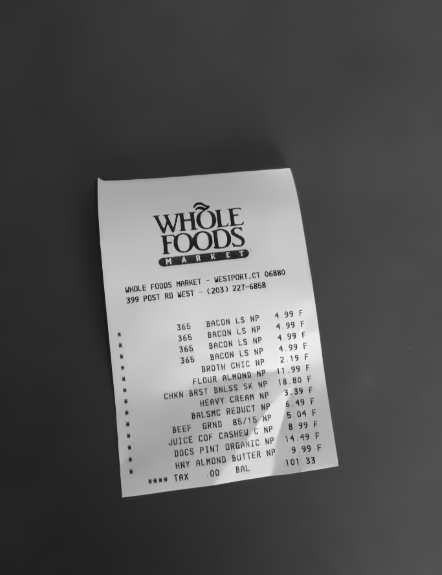 WHOLE
FOODS
MARKET
WHOLE FOODS MARKET - WESTPORT,CT 06880
399 POST RD WEST - (203) 227-6858
* 365 BACON LS NP 4.99 F
* 365 BACON LS NP 4.99 F
* 365 BACON LS NP 4.99 F
* 365 BACON LS NP 4.99 F
* BROTH CHIC NP 2.19 F
* FLOUR ALMOND NP 11.99 F
* CHKN BRST BNLSS SK NP 18.80 F
* HEAVY CREAM NP 3.39 F
* BALSMC REDUCT NP 6.49 F
* BEEF GRND 85/15 NP 5.04 F
* JUICE COF CASHEW C NP 8.99 F
* DOCS PINT ORGANIC NP 14.49 F
* HNY ALMOND BUTTER NP 9.99 F
**** TAX .00 BAL 101.33